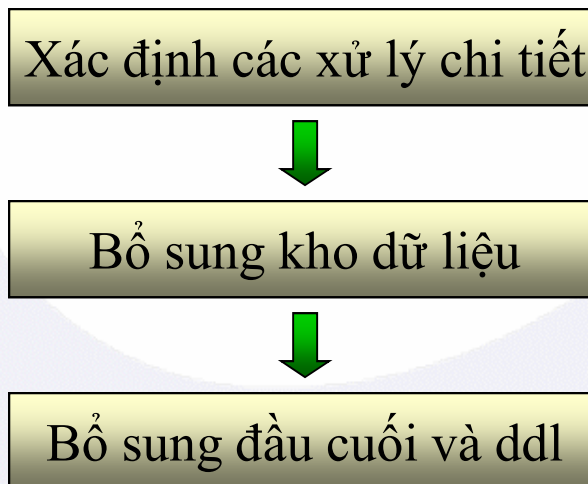 Xác định các xử lý chi tiết
Bổ sung kho dữ liệu
Bổ sung đầu cuối và ddl